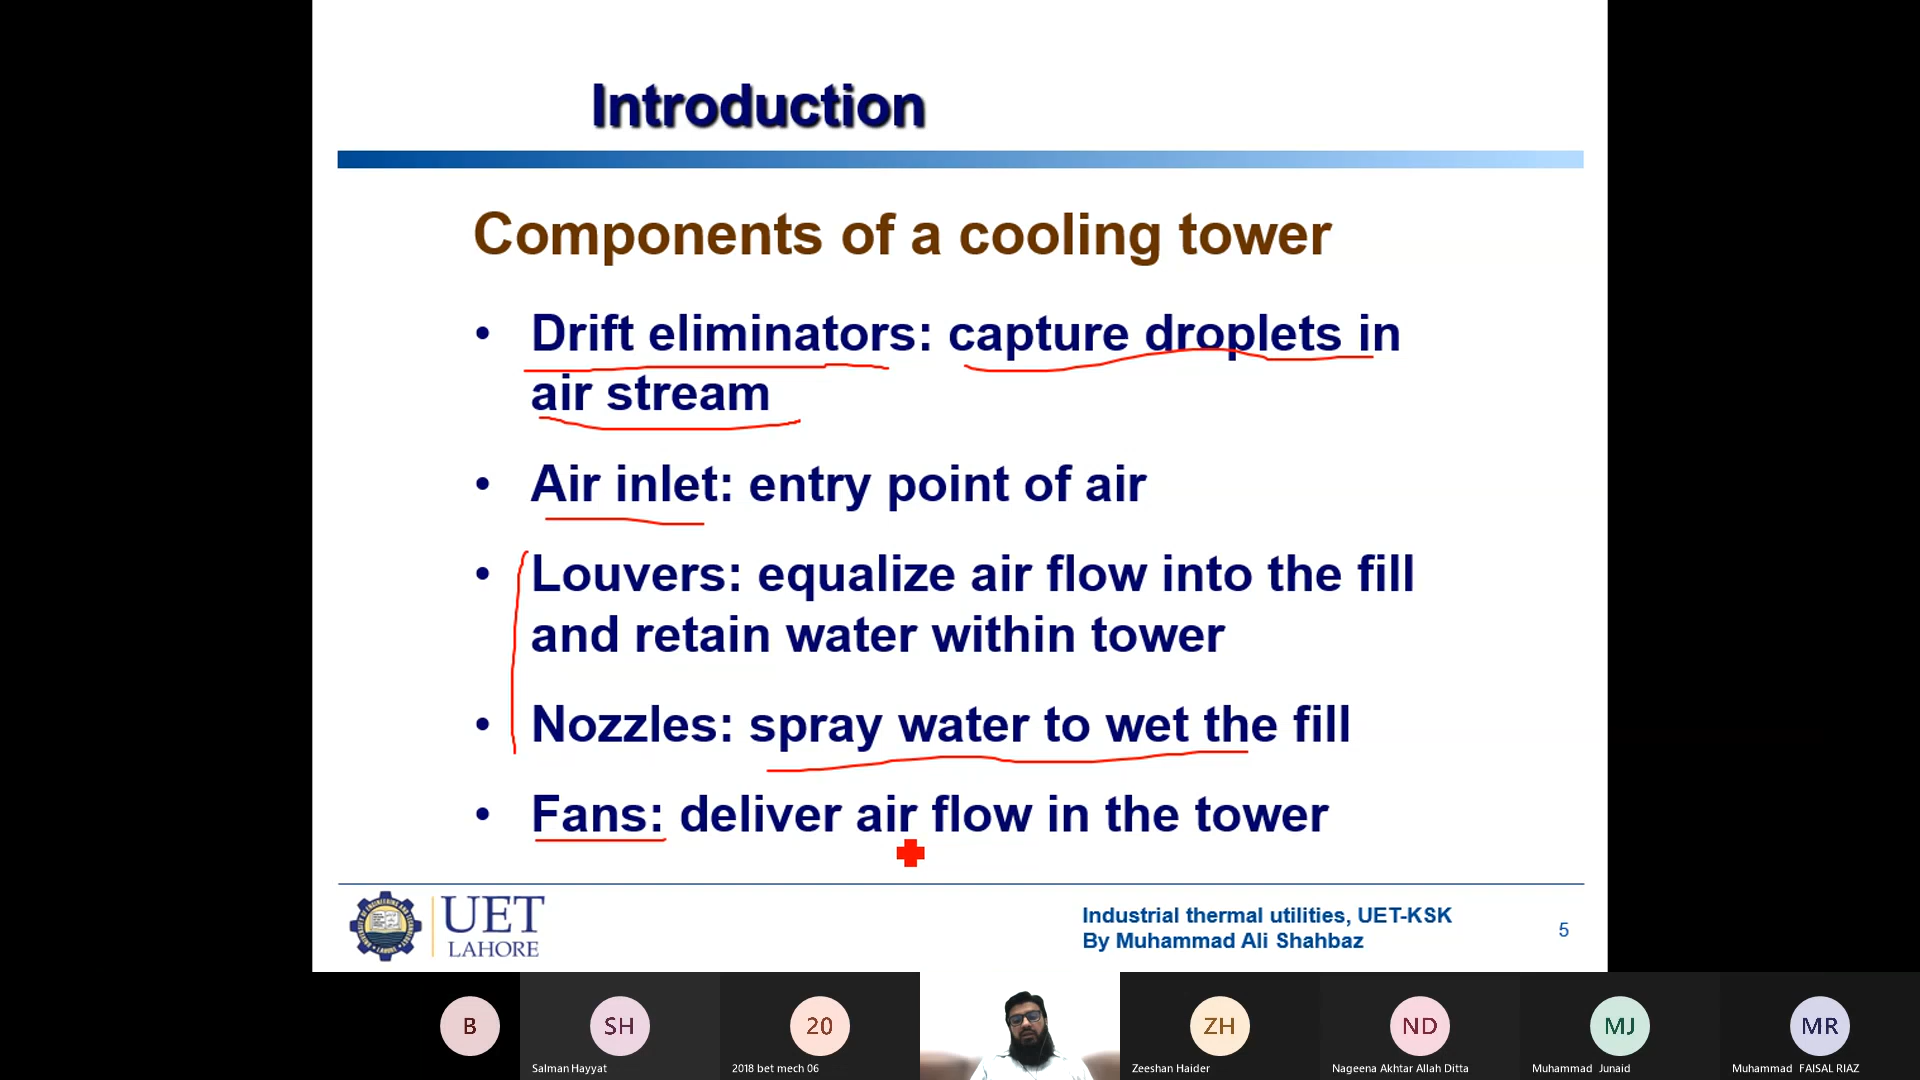 Introduction
Components of a cooling tower
• Drift eliminators: capture droplets in
air stream
• Air inlet: entry point of air
• Louvers: equalize air flow into the fill
and retain water within tower
• Nozzles: spray water to wet the fill
• Fans: deliver air flow in the tower
UET
LAHORE
Industrial thermal utilities, UET-KSK
By Muhammad Ali Shahbaz
5
B
SH
20
ZH
ND
MJ
MR
Salman Hayyat
2018 bet mech 06
Zeeshan Haider
Nageena Akhtar Allah Ditta
Muhammad Junaid
Muhammad FAISAL RIAZ